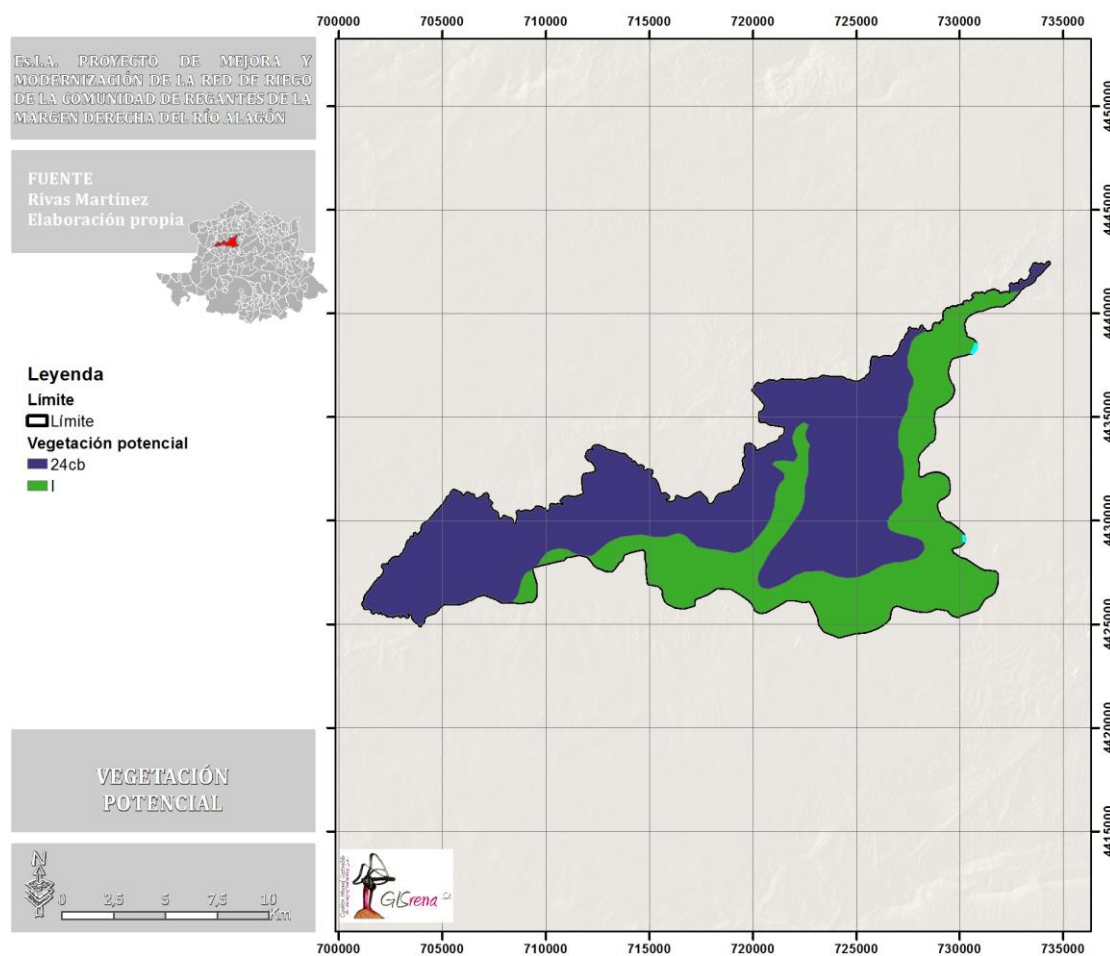 700000 705000 710000 715000 720000 725000 730000 735000
Es.I.A. PROYECTO DE MEJORA Y
MODERNIZACIÓN DE LA RED DE RIEGO
DE LA COMUNIDAD DE REGANTES DE LA
MARGEN DERECHA DEL RÍO ALAGÓN
FUENTE
Rivas Martínez
Elaboración propia
Leyenda
Límite
Límite
Vegetación potencial
24cb
I
VEGETACIÓN
POTENCIAL
N
0 2,5 5 7,5 10
Km
4450000
4445000
4440000
4435000
4430000
4425000
4420000
4415000
GISrena
700000 705000 710000 715000 720000 725000 730000 735000